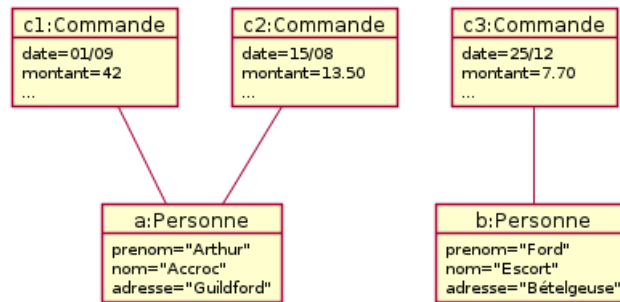 c1:Commande
date=01/09
montant=42
...
c2:Commande
date=15/08
montant=13.50
...
c3:Commande
date=25/12
montant=7.70
...
a:Personne
prenom="Arthur"
nom="Accroc"
adresse="Guildford"
b:Personne
prenom="Ford"
nom="Escort"
adresse="Bételgeuse"